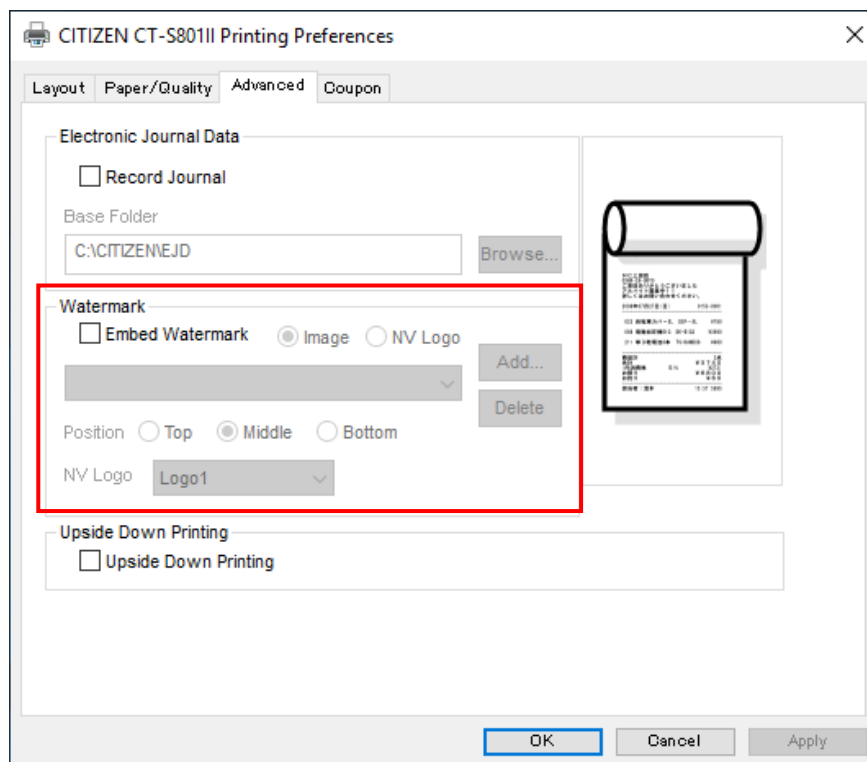 CITIZEN CT-S801II Printing Preferences
Layout Paper/Quality Advanced Coupon
Electronic Journal Data
Record Journal
Base Folder
C:\CITIZEN\EJD Browse...
Watermark
Embed Watermark Image NV Logo
Add...
Delete
Position Top Middle Bottom
NV Logo Logo1
Upside Down Printing
Upside Down Printing
OK Cancel Apply